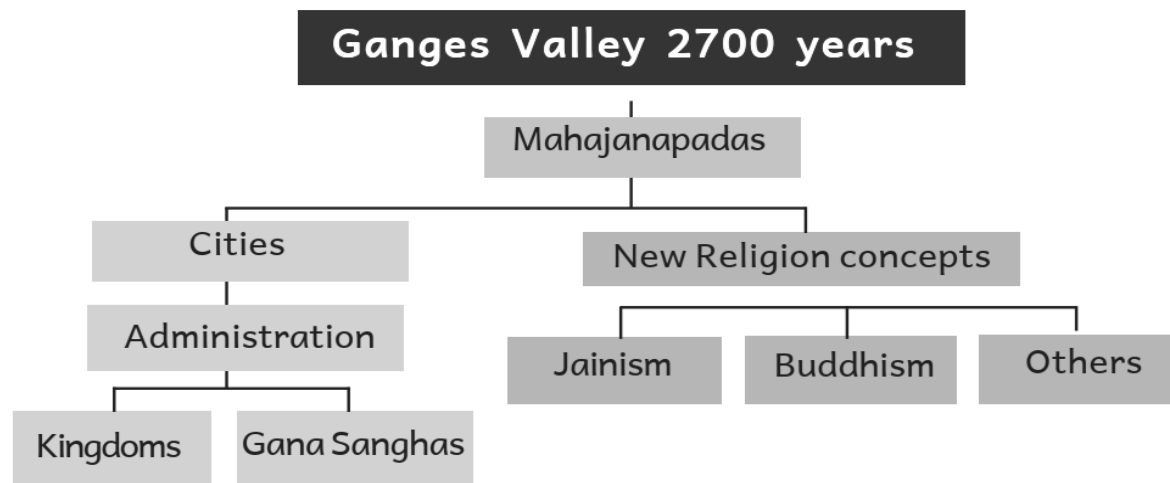 Ganges Valley 2700 years
Mahajanapadas
Cities
New Religion concepts
Administration
Jainism
Buddhism
Others
Kingdoms
Gana Sanghas